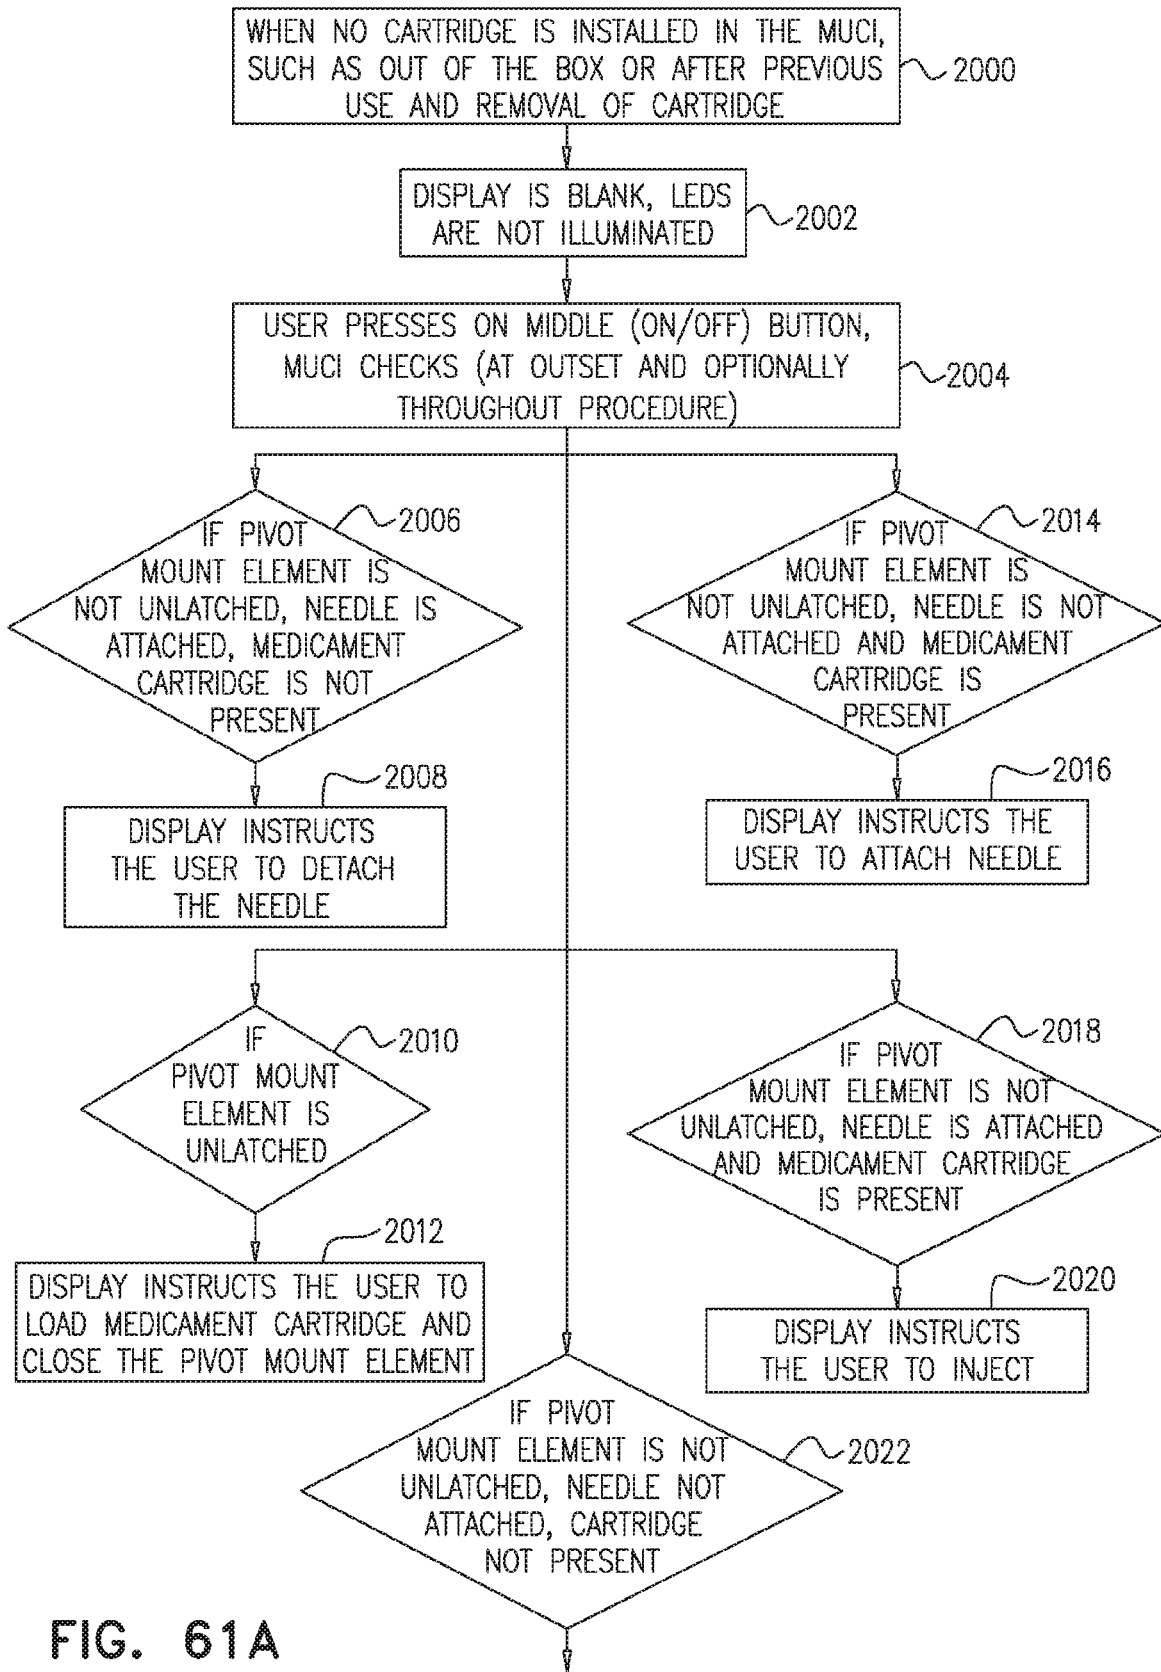 WHEN NO CARTRIDGE IS INSTALLED IN THE MUCI,
SUCH AS OUT OF THE BOX OR AFTER PREVIOUS
USE AND REMOVAL OF CARTRIDGE
2000
DISPLAY IS BLANK, LEDS
ARE NOT ILLUMINATED
2002
USER PRESSES ON MIDDLE (ON/OFF) BUTTON,
MUCI CHECKS (AT OUTSET AND OPTIONALLY
THROUGHOUT PROCEDURE)
2004
IF PIVOT
MOUNT ELEMENT IS
NOT UNLATCHED, NEEDLE IS
ATTACHED, MEDICAMENT
CARTRIDGE IS NOT
PRESENT
2006
IF PIVOT
MOUNT ELEMENT IS
NOT UNLATCHED, NEEDLE IS NOT
ATTACHED AND MEDICAMENT
CARTRIDGE IS
PRESENT
2014
DISPLAY INSTRUCTS
THE USER TO DETACH
THE NEEDLE
2008
DISPLAY INSTRUCTS THE
USER TO ATTACH NEEDLE
2016
IF
PIVOT MOUNT
ELEMENT IS
UNLATCHED
2010
IF PIVOT
MOUNT ELEMENT IS NOT
UNLATCHED, NEEDLE IS ATTACHED
AND MEDICAMENT CARTRIDGE
IS PRESENT
2018
DISPLAY INSTRUCTS THE USER TO
LOAD MEDICAMENT CARTRIDGE AND
CLOSE THE PIVOT MOUNT ELEMENT
2012
DISPLAY INSTRUCTS
THE USER TO INJECT
2020
IF PIVOT
MOUNT ELEMENT IS NOT
UNLATCHED, NEEDLE NOT
ATTACHED, CARTRIDGE
NOT PRESENT
2022
FIG. 61A